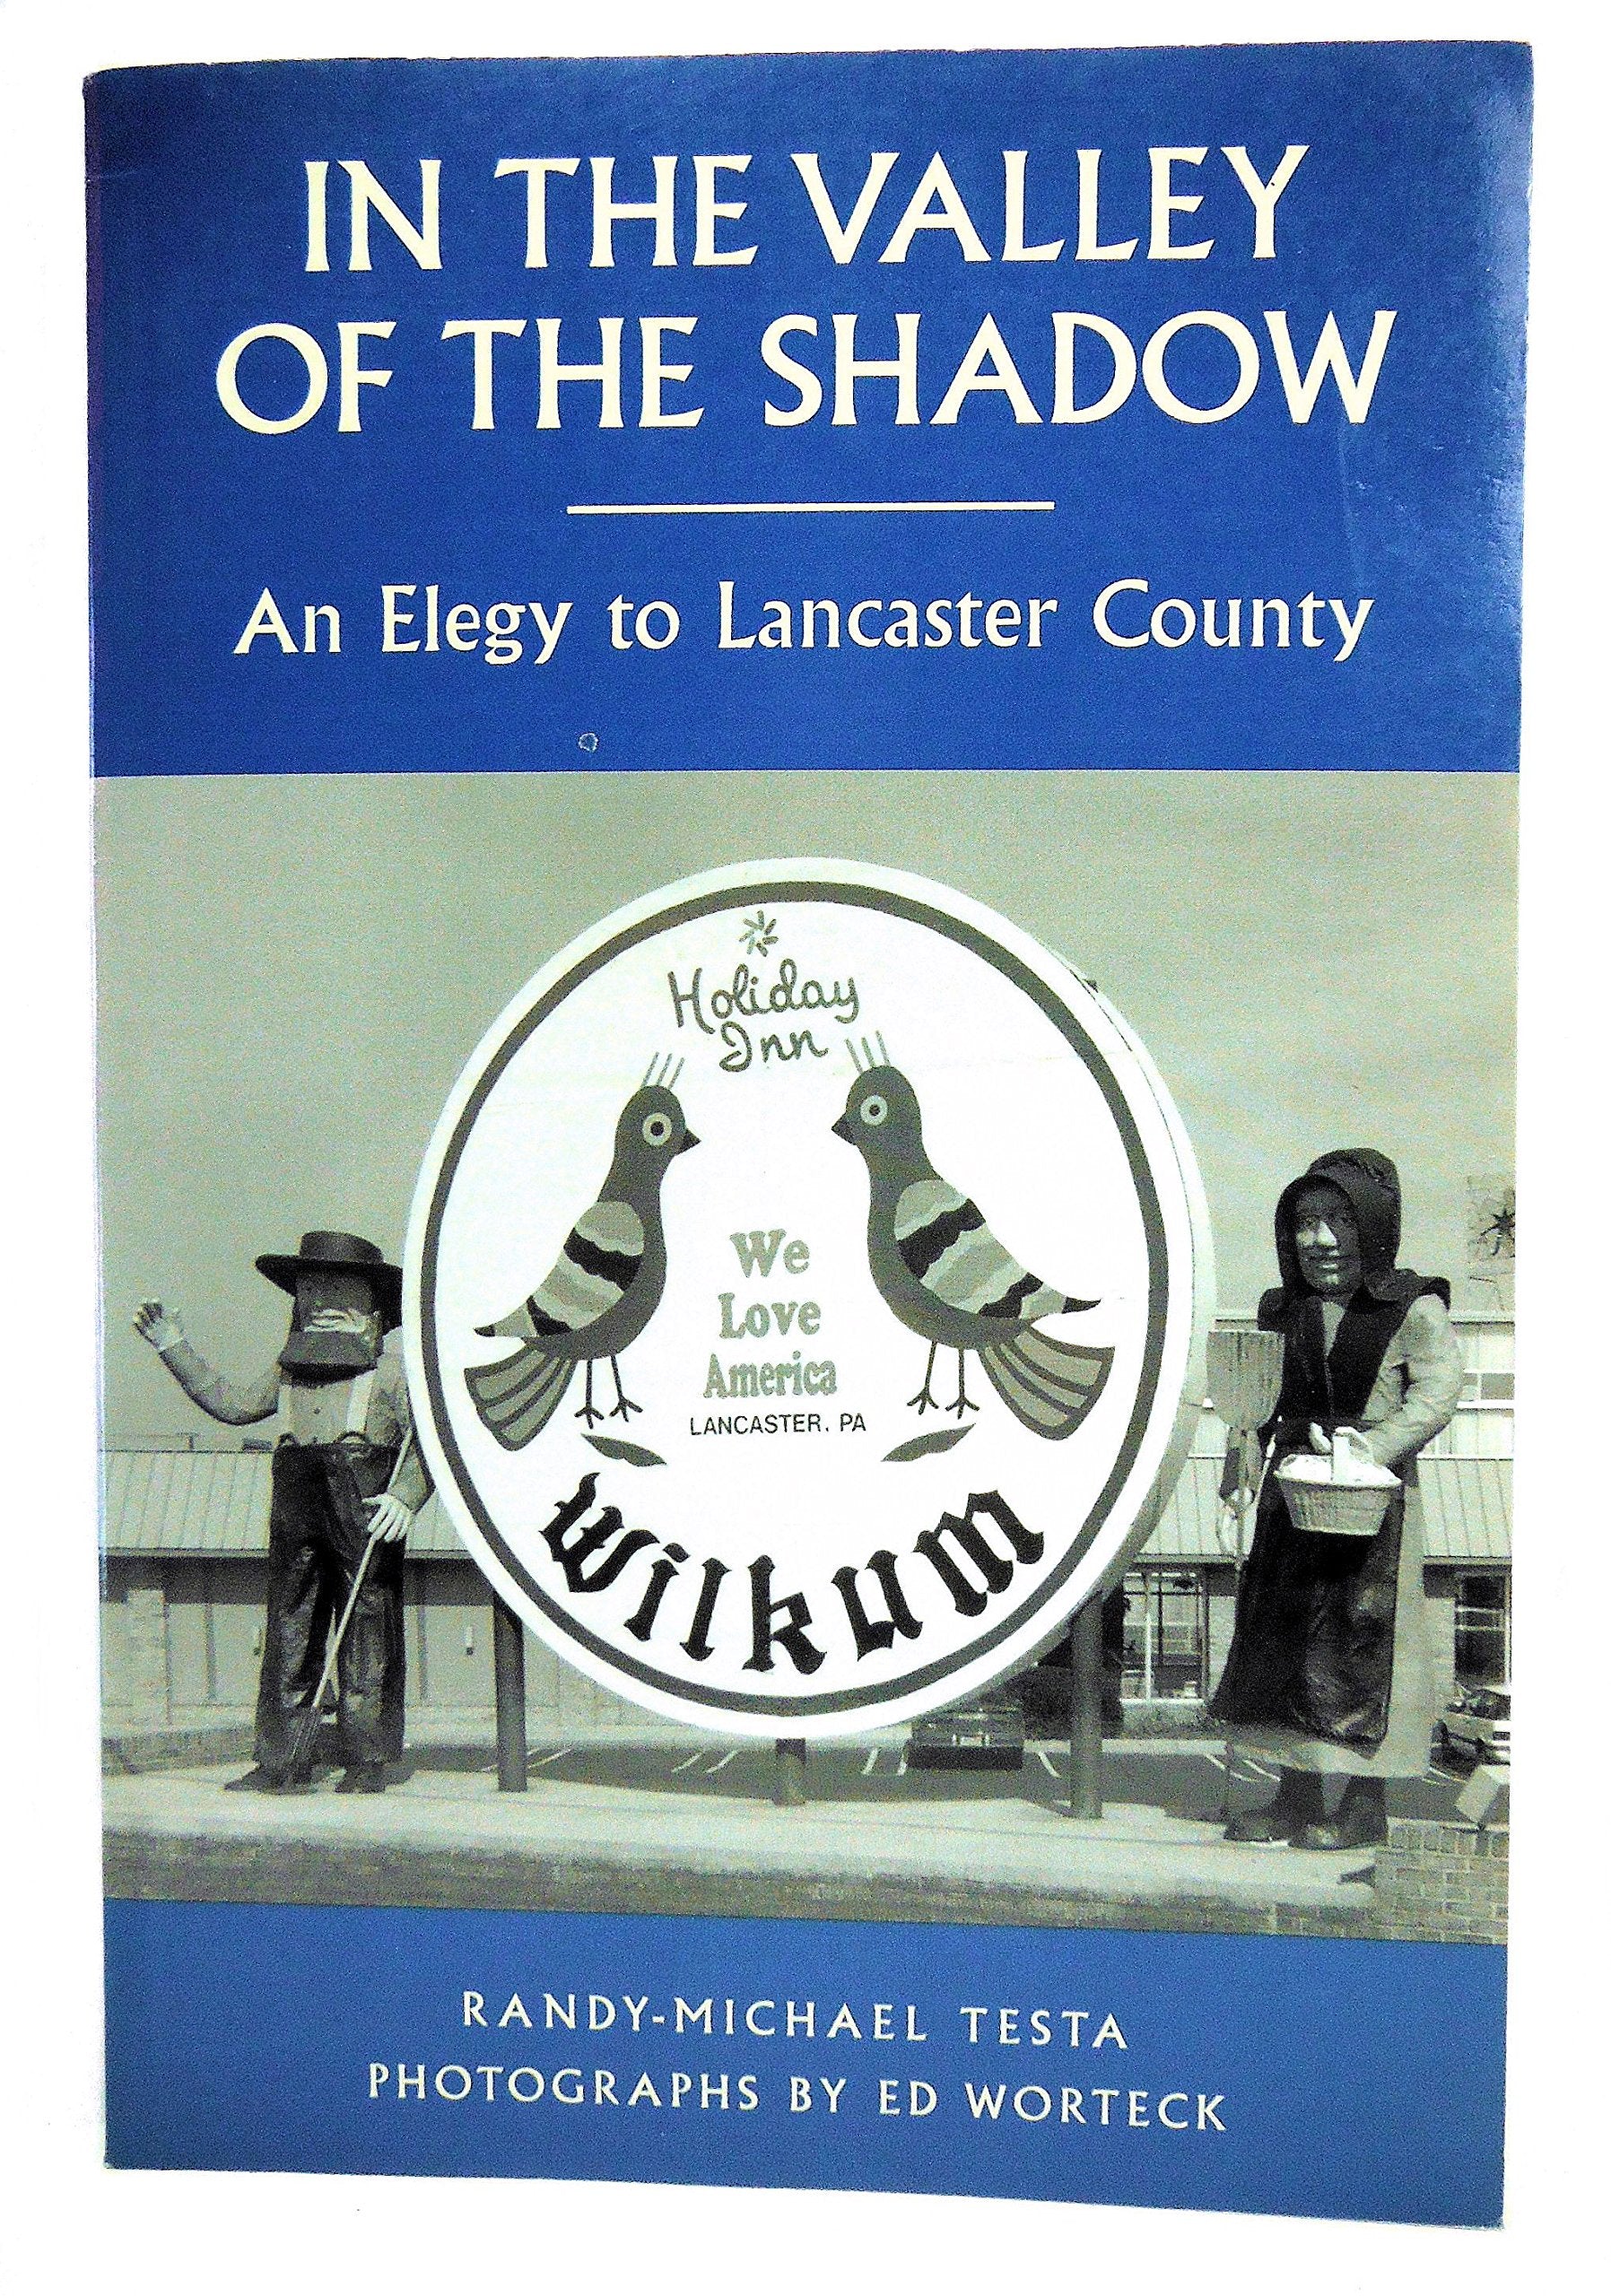 IN THE VALLEY
OF THE SHADOW
An Elegy to Lancaster County
Holiday
Inn
We
Love
America
LANCASTER, PA
Wilkum
RANDY-MICHAEL TESTA
PHOTOGRAPHS BY ED WORTECK